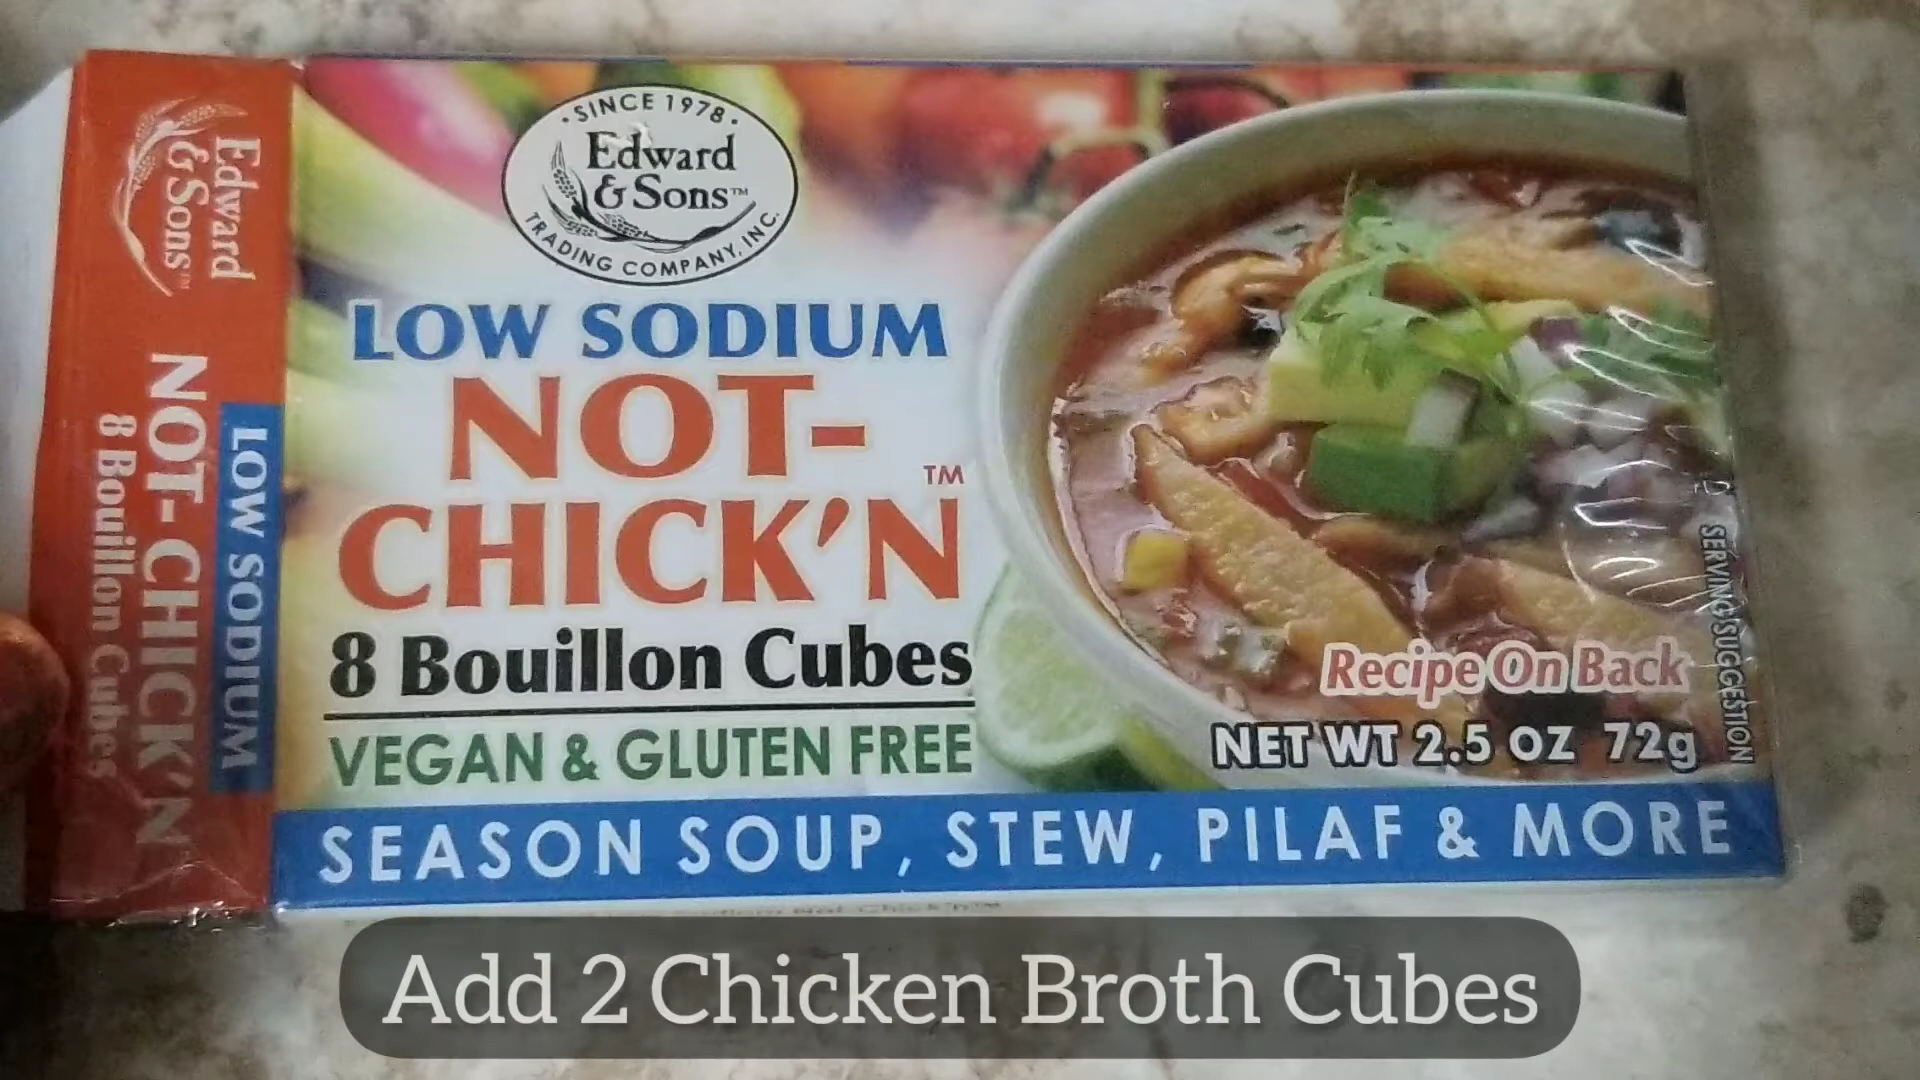 Edward
& Sons™
LOW SODIUM
NOT-CHICK'N
8 Bouillon Cubes
• SINCE 1978 •
Edward
& Sons™
TRADING COMPANY, INC.
LOW SODIUM
NOT-
CHICK'N™
8 Bouillon Cubes
VEGAN & GLUTEN FREE
Recipe On Back
NET WT 2.5 OZ 72g
SERVING SUGGESTION
SEASON SOUP, STEW, PILAF & MORE
Add 2 Chicken Broth Cubes